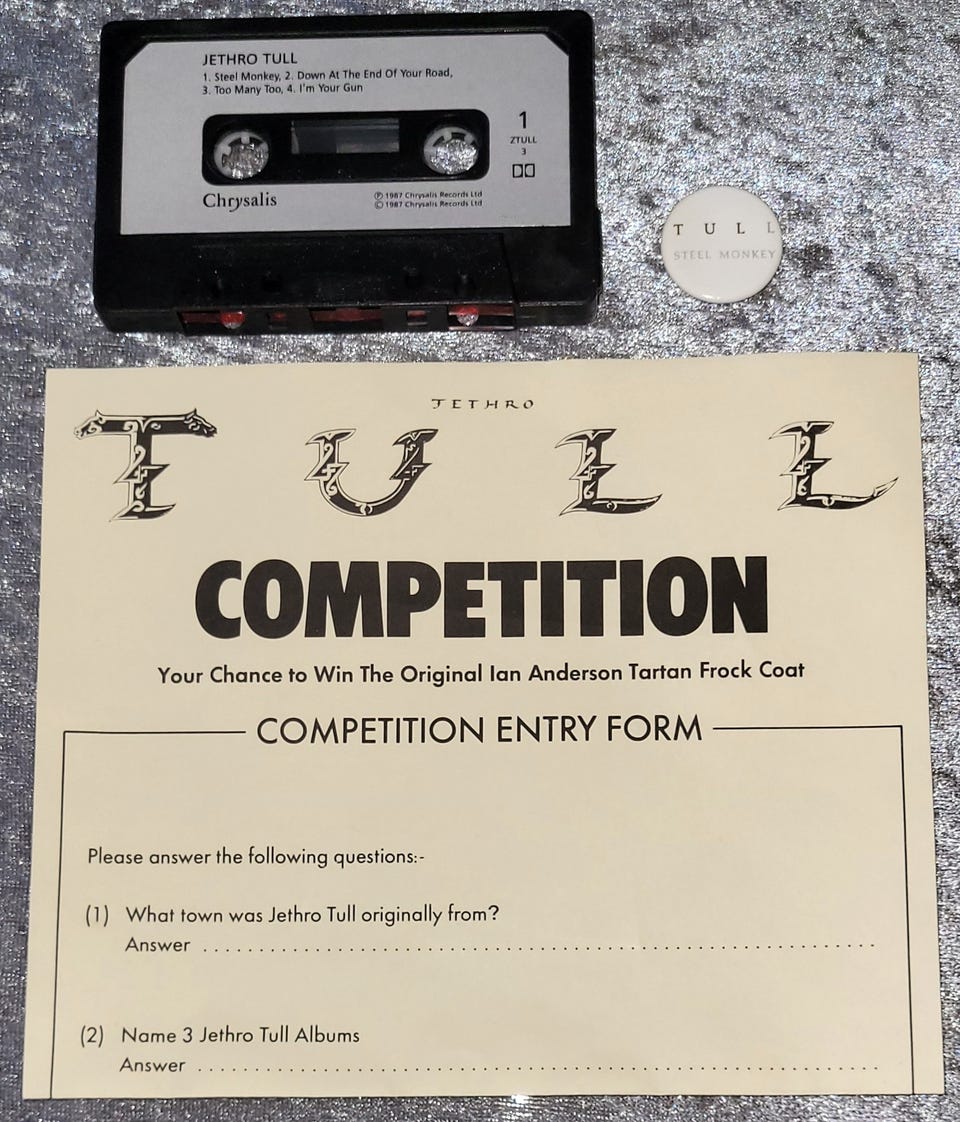 JETHRO TULL
1. Steel Monkey, 2. Down At The End Of Your Road,
3. Too Many Too, 4. I'm Your Gun
1
ZTULL
3
Chrysalis
Ⓟ 1987 Chrysalis Records Ltd
© 1987 Chrysalis Records Ltd
T U L L
STEEL MONKEY
JETHRO
TULL
COMPETITION
Your Chance to Win The Original Ian Anderson Tartan Frock Coat
COMPETITION ENTRY FORM
Please answer the following questions:-
(1) What town was Jethro Tull originally from?
Answer ..........................................................
(2) Name 3 Jethro Tull Albums
Answer ..........................................................